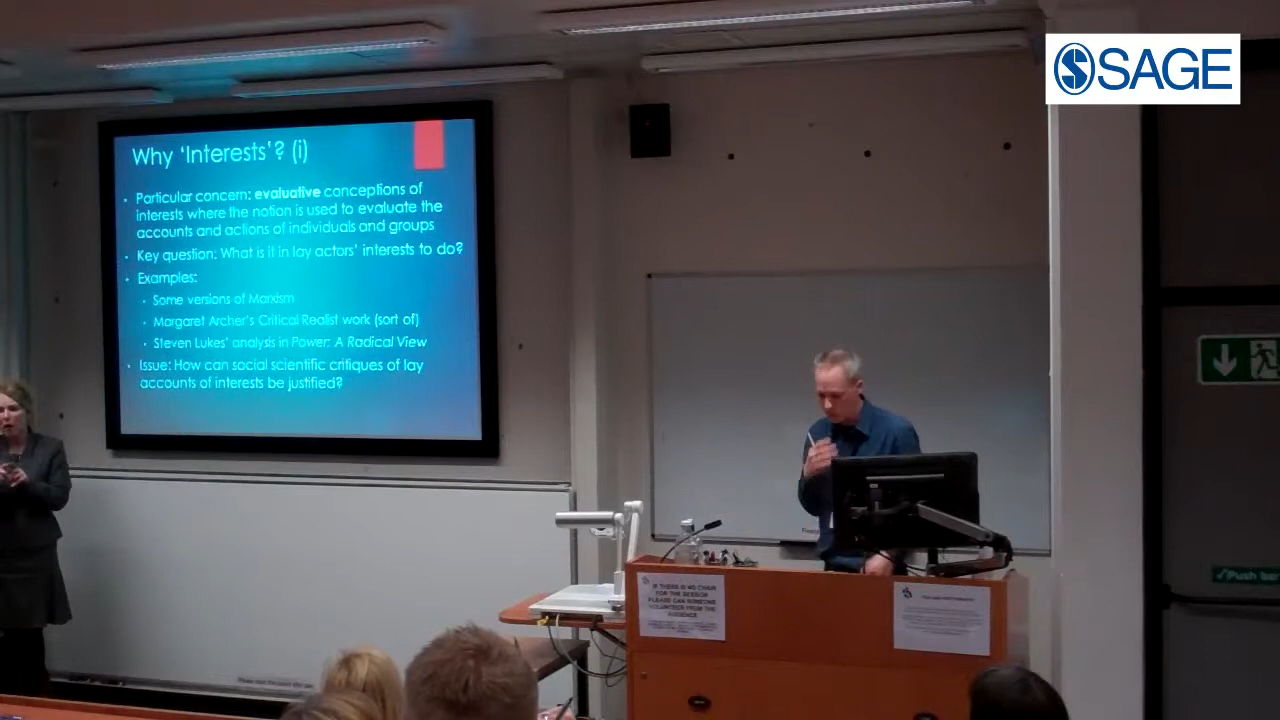 SAGE
Why 'Interests'? (i)
Particular concern: evaluative conceptions of
interests where the notion is used to evaluate the
accounts and actions of individuals and groups
Key question: What is it in lay actors' interests to do?
Examples:
Some versions of Marxism
Margaret Archer's Critical Realist work (sort of)
Steven Lukes' analysis in Power: A Radical View
Issue: How can social scientific critiques of lay
accounts of interests be justified?
IF THERE IS NO CHAIR
FOR THE SESSION
PLEASE CAN SOMEONE
VOLUNTEER FROM THE
AUDIENCE
Push bar